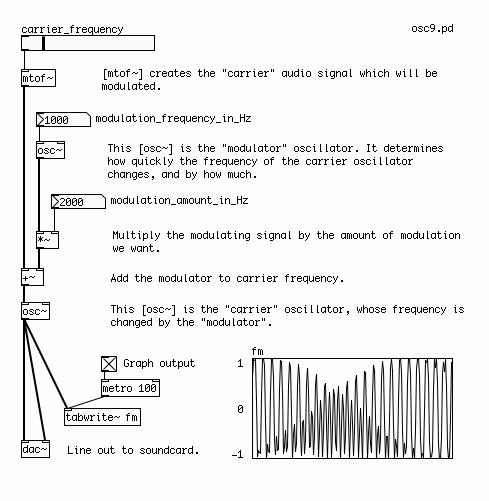 carrier_frequency
osc9.pd
mtof~
[mtof~] creates the "carrier" audio signal which will be
modulated.
1000
modulation_frequency_in_Hz
osc~
This [osc~] is the "modulator" oscillator. It determines
how quickly the frequency of the carrier oscillator
changes, and by how much.
2000
modulation_amount_in_Hz
*~
Multiply the modulating signal by the amount of modulation
we want.
+~
Add the modulator to carrier frequency.
osc~
This [osc~] is the "carrier" oscillator, whose frequency is
changed by the "modulator".
Graph output
metro 100
tabwrite~ fm
dac~
Line out to soundcard.
fm
1
0
-1